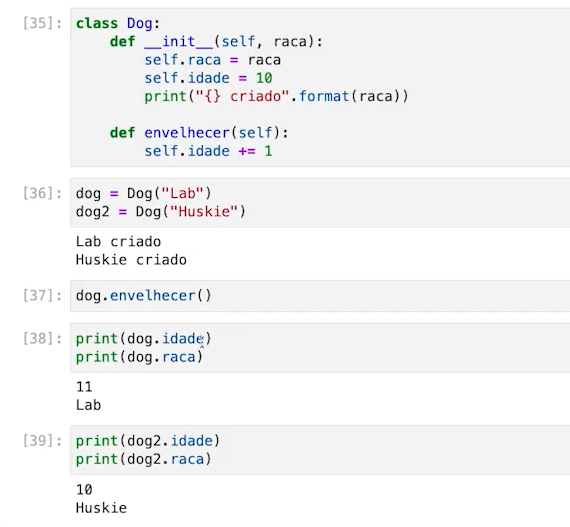 [35]: class Dog:
    def __init__(self, raca):
        self.raca = raca
        self.idade = 10
        print("{} criado".format(raca))
    def envelhecer(self):
        self.idade += 1
[36]: dog = Dog("Lab")
dog2 = Dog("Huskie")
Lab criado
Huskie criado
[37]: dog.envelhecer()
[38]: print(dog.idade)
print(dog.raca)
11
Lab
[39]: print(dog2.idade)
print(dog2.raca)
10
Huskie